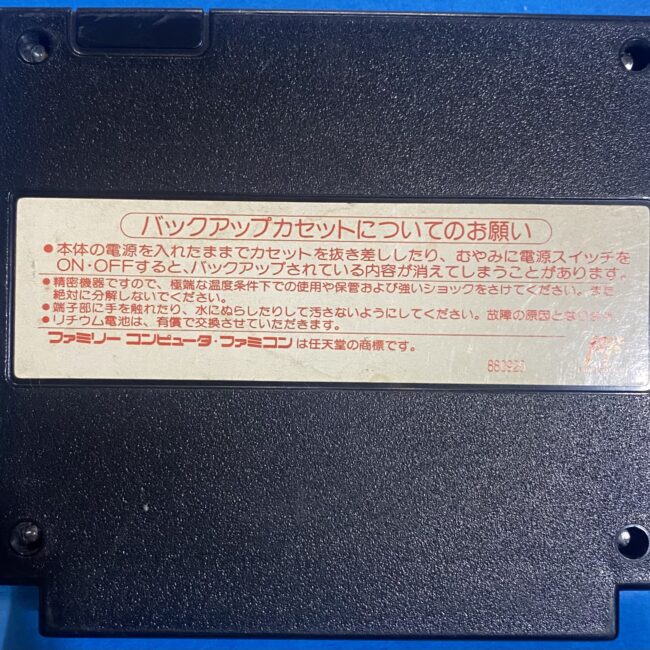 バックアップカセットについてのお願い
●本体の電源を入れたままでカセットを抜き差ししたり、むやみに電源スイッチを
ON・OFFすると、バックアップされている内容が消えてしまうことがあります。
●精密機器ですので、極端な温度条件下での使用や保管および強いショックをさけてください。また
絶対に分解しないでください。
●端子部に手を触れたり、水にぬらしたりして汚さないようにしてください。故障の原因となります。
●リチウム電池は、有償で交換させていただきます。
ファミリー コンピュータ・ファミコン は任天堂の商標です。